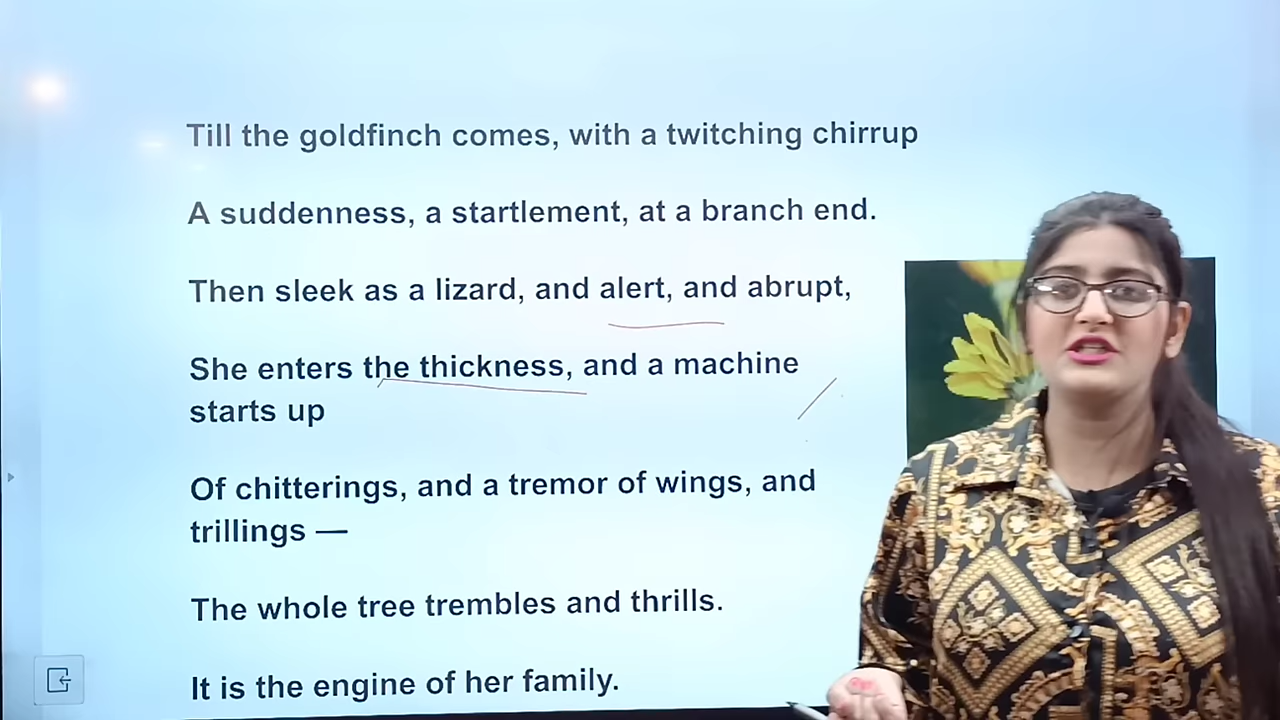 Till the goldfinch comes, with a twitching chirrup
A suddenness, a startlement, at a branch end.
Then sleek as a lizard, and alert, and abrupt,
She enters the thickness, and a machine
starts up
Of chitterings, and a tremor of wings, and
trillings —
The whole tree trembles and thrills.
It is the engine of her family.